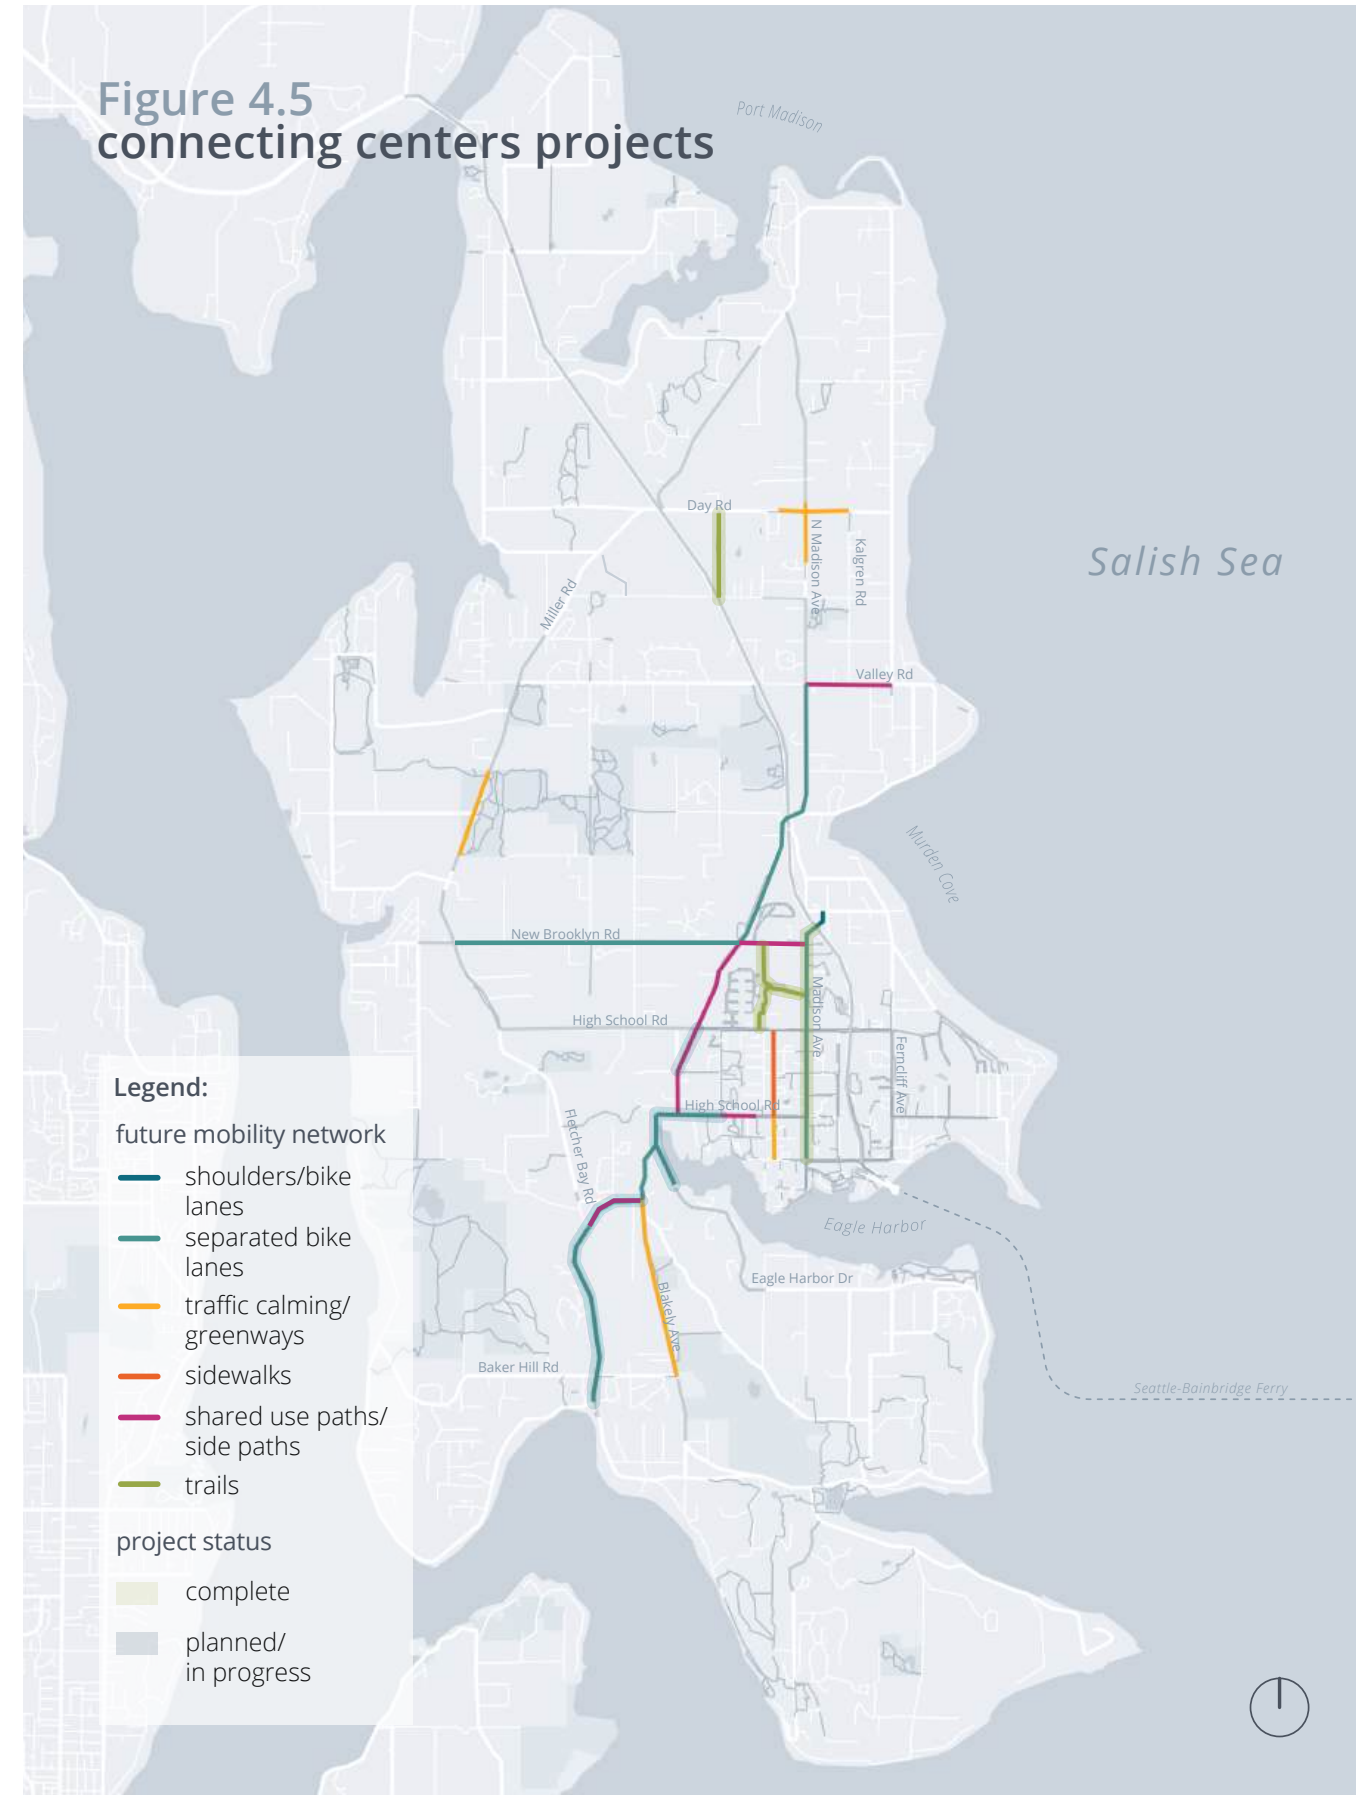 Figure 4.5
connecting centers projects
Port Madison
Day Rd
N Madison Ave
Kalgren Rd
Salish Sea
Miller Rd
Valley Rd
Murden Cove
New Brooklyn Rd
Madison Ave
High School Rd
Ferncliff Ave
High School Rd
Fletcher Bay Rd
Eagle Harbor
Eagle Harbor Dr
Blakely Ave
Baker Hill Rd
Seattle-Bainbridge Ferry
Legend:
future mobility network
shoulders/bike
lanes
separated bike
lanes
traffic calming/
greenways
sidewalks
shared use paths/
side paths
trails
project status
complete
planned/
in progress